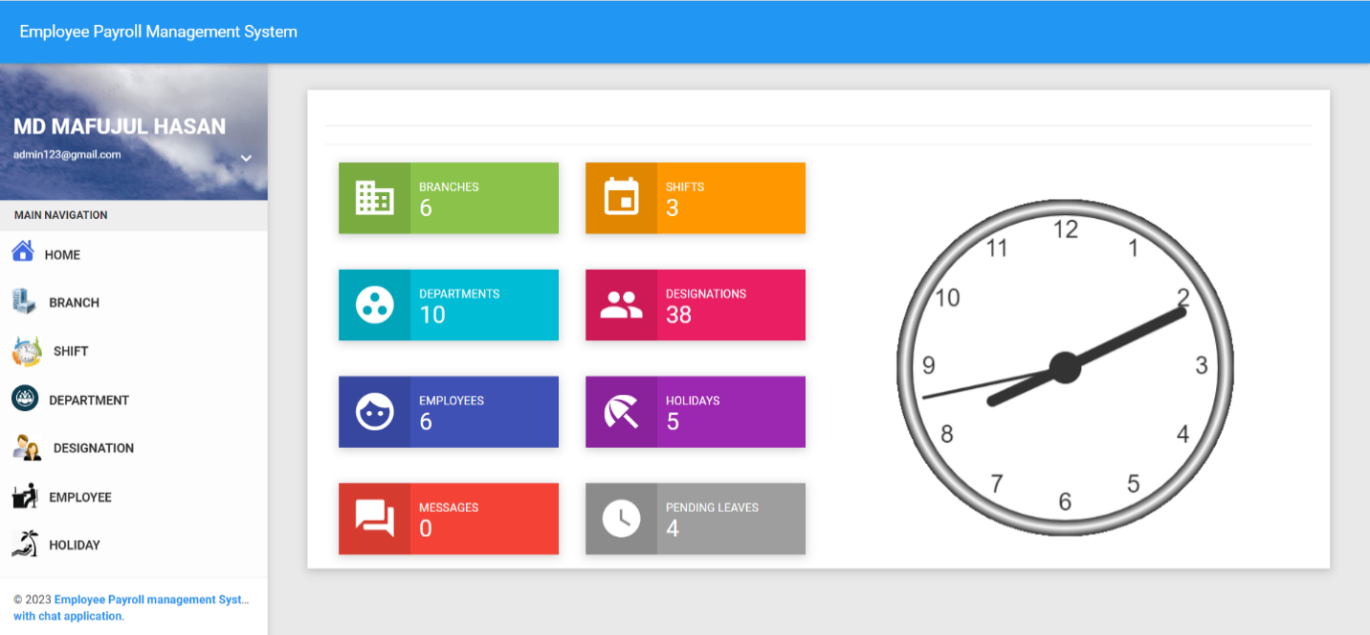 Employee Payroll Management System
MD MAFUJUL HASAN
admin123@gmail.com
MAIN NAVIGATION
HOME
BRANCH
SHIFT
DEPARTMENT
DESIGNATION
EMPLOYEE
HOLIDAY
© 2023 Employee Payroll management Syst...
with chat application.
BRANCHES
6
SHIFTS
3
DEPARTMENTS
10
DESIGNATIONS
38
EMPLOYEES
6
HOLIDAYS
5
MESSAGES
0
PENDING LEAVES
4
12
1
2
3
4
5
6
7
8
9
10
11